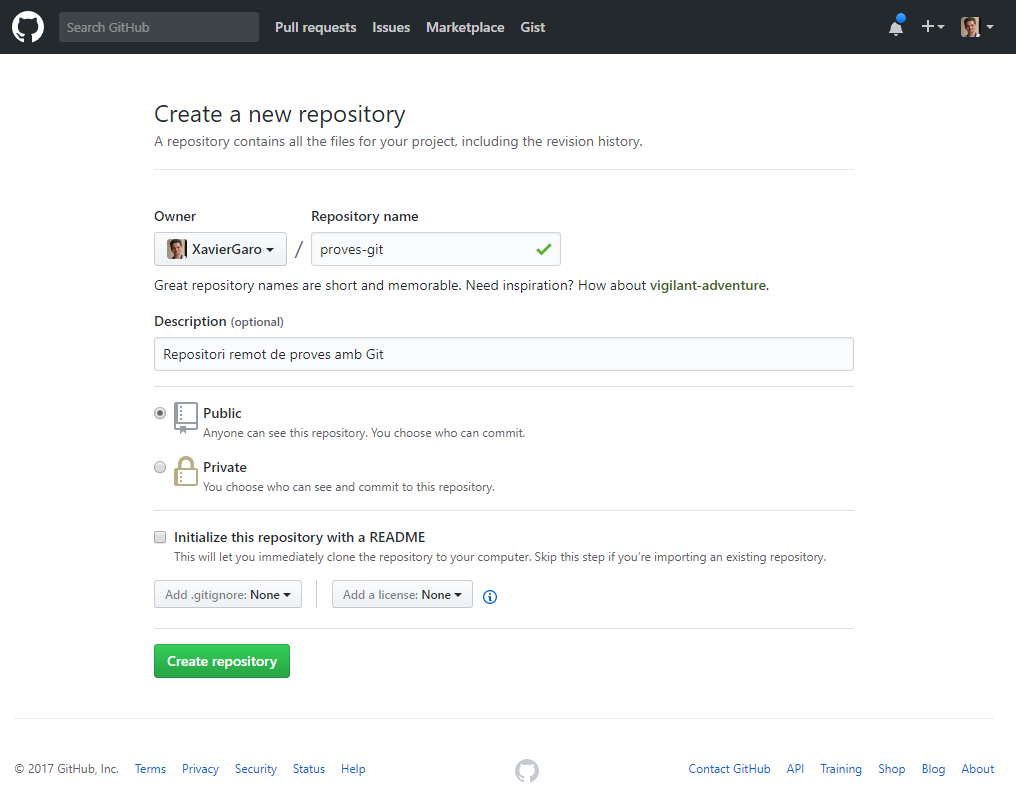 Search GitHub Pull requests Issues Marketplace Gist
Create a new repository
A repository contains all the files for your project, including the revision history.
Owner Repository name
XavierGaro / proves-git
Great repository names are short and memorable. Need inspiration? How about vigilant-adventure.
Description (optional)
Repositori remot de proves amb Git
Public
Anyone can see this repository. You choose who can commit.
Private
You choose who can see and commit to this repository.
Initialize this repository with a README
This will let you immediately clone the repository to your computer. Skip this step if you’re importing an existing repository.
Add .gitignore: None Add a license: None
Create repository
© 2017 GitHub, Inc. Terms Privacy Security Status Help Contact GitHub API Training Shop Blog About